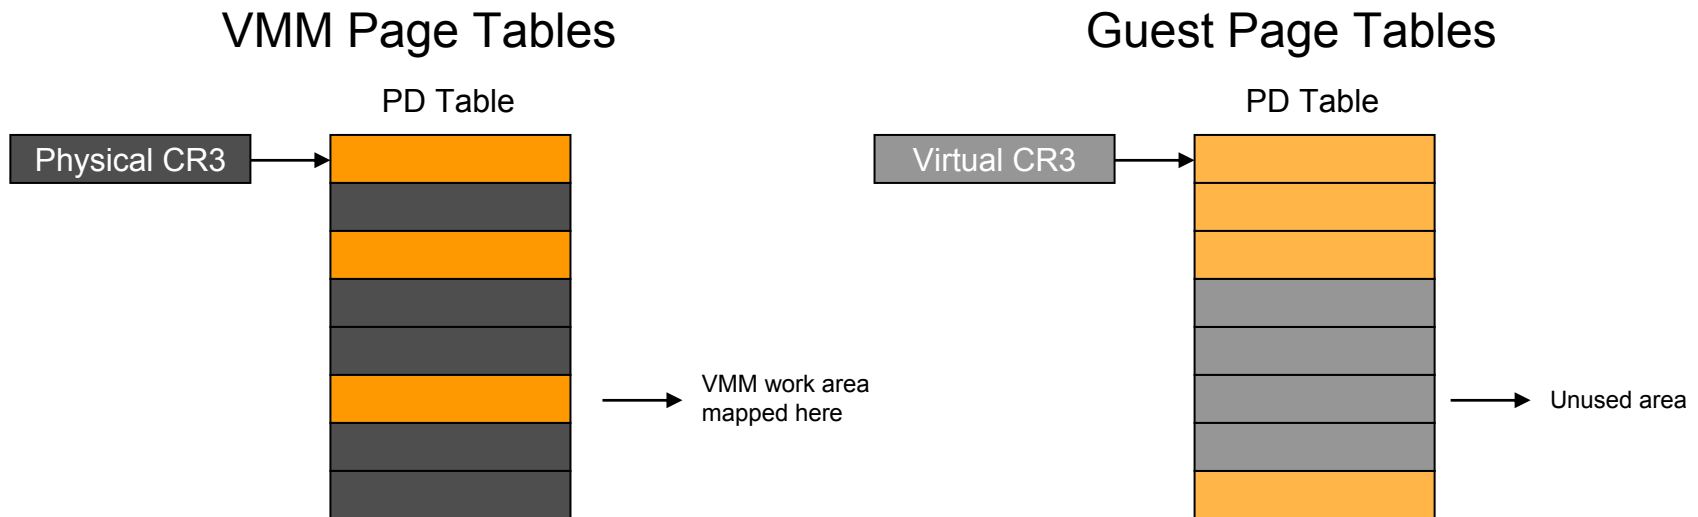 VMM Page Tables
PD Table
Physical CR3
VMM work area
mapped here
Guest Page Tables
PD Table
Virtual CR3
Unused area